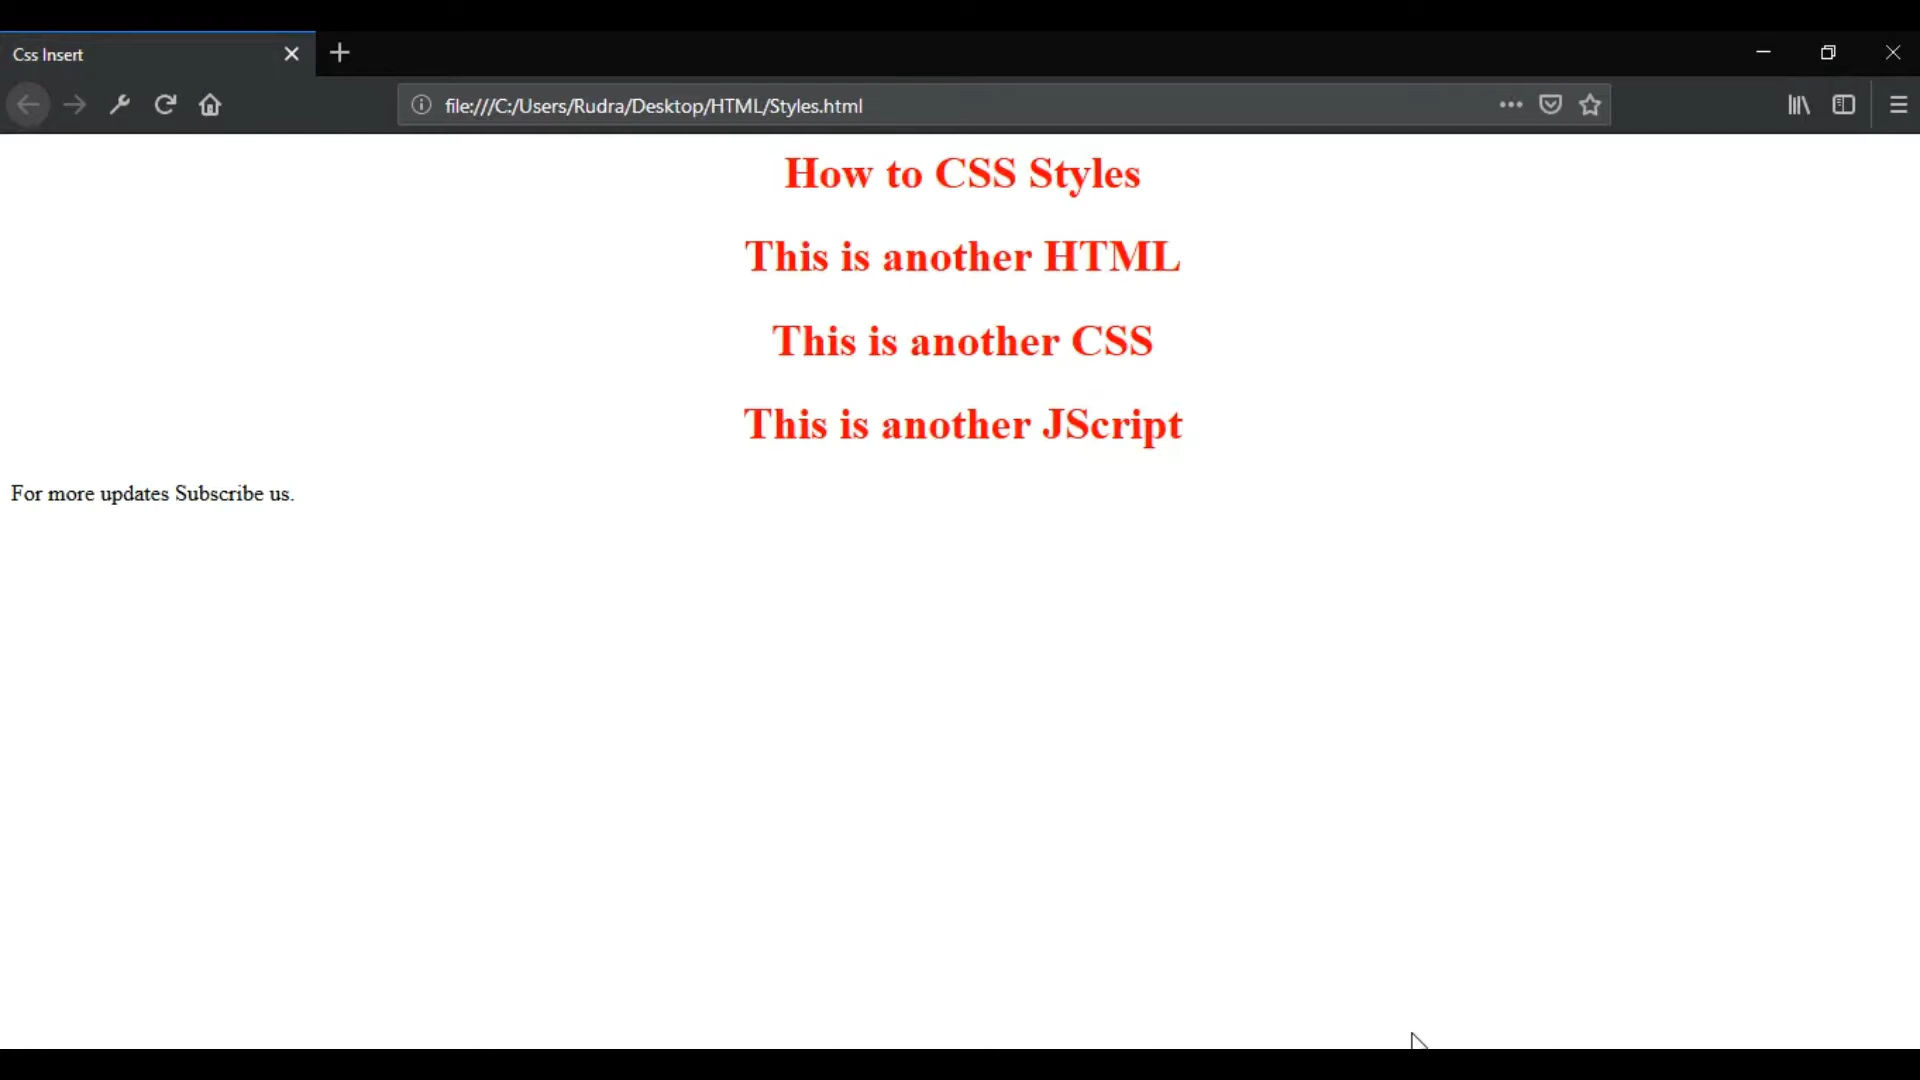 Css Insert
file:///C:/Users/Rudra/Desktop/HTML/Styles.html
How to CSS Styles
This is another HTML
This is another CSS
This is another JScript
For more updates Subscribe us.